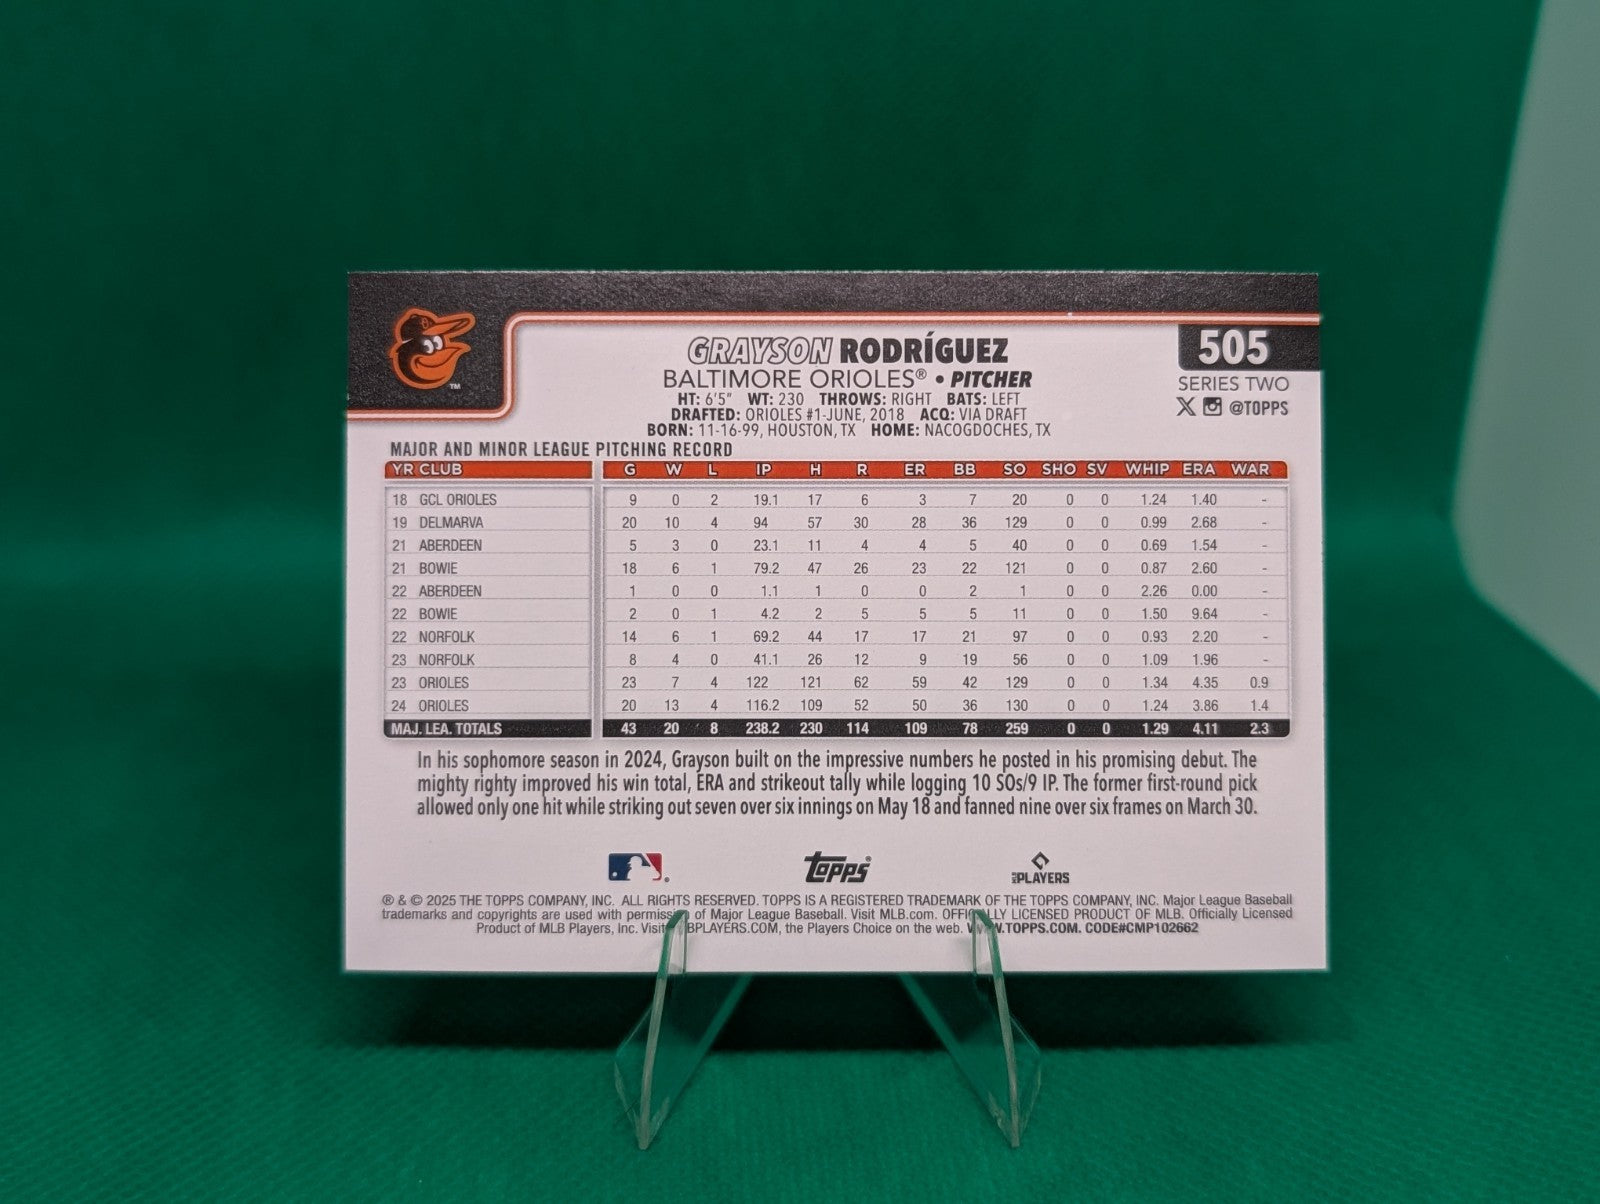 GRAYSON RODRÍGUEZ
BALTIMORE ORIOLES® • PITCHER
HT: 6'5" WT: 230 THROWS: RIGHT BATS: LEFT
DRAFTED: ORIOLES #1-JUNE, 2018 ACQ: VIA DRAFT
BORN: 11-16-99, HOUSTON, TX HOME: NACOGDOCHES, TX
505
SERIES TWO
@TOPPS
TM
MAJOR AND MINOR LEAGUE PITCHING RECORD
YR CLUB G W L IP H R ER BB SO SHO SV WHIP ERA WAR
18 GCL ORIOLES 9 0 2 19.1 17 6 3 7 20 0 0 1.24 1.40 -
19 DELMARVA 20 10 4 94 57 30 28 36 129 0 0 0.99 2.68 -
21 ABERDEEN 5 3 0 23.1 11 4 4 5 40 0 0 0.69 1.54 -
21 BOWIE 18 6 1 79.2 47 26 23 22 121 0 0 0.87 2.60 -
22 ABERDEEN 1 0 0 1.1 1 0 0 2 1 0 0 2.26 0.00 -
22 BOWIE 2 0 1 4.2 2 5 5 5 11 0 0 1.50 9.64 -
22 NORFOLK 14 6 1 69.2 44 17 17 21 97 0 0 0.93 2.20 -
23 NORFOLK 8 4 0 41.1 26 12 9 19 56 0 0 1.09 1.96 -
23 ORIOLES 23 7 4 122 121 62 59 42 129 0 0 1.34 4.35 0.9
24 ORIOLES 20 13 4 116.2 109 52 50 36 130 0 0 1.24 3.86 1.4
MAJ. LEA. TOTALS 43 20 8 238.2 230 114 109 78 259 0 0 1.29 4.11 2.3
In his sophomore season in 2024, Grayson built on the impressive numbers he posted in his promising debut. The
mighty righty improved his win total, ERA and strikeout tally while logging 10 SOs/9 IP. The former first-round pick
allowed only one hit while striking out seven over six innings on May 18 and fanned nine over six frames on March 30.
topps®
MLB PLAYERS
® & © 2025 THE TOPPS COMPANY, INC. ALL RIGHTS RESERVED. TOPPS IS A REGISTERED TRADEMARK OF THE TOPPS COMPANY, INC. Major League Baseball
trademarks and copyrights are used with permission of Major League Baseball. Visit MLB.com. OFFICIALLY LICENSED PRODUCT OF MLB. Officially Licensed
Product of MLB Players, Inc. Visit MLBPLAYERS.COM, the Players Choice on the web. WWW.TOPPS.COM. CODE#CMP102662